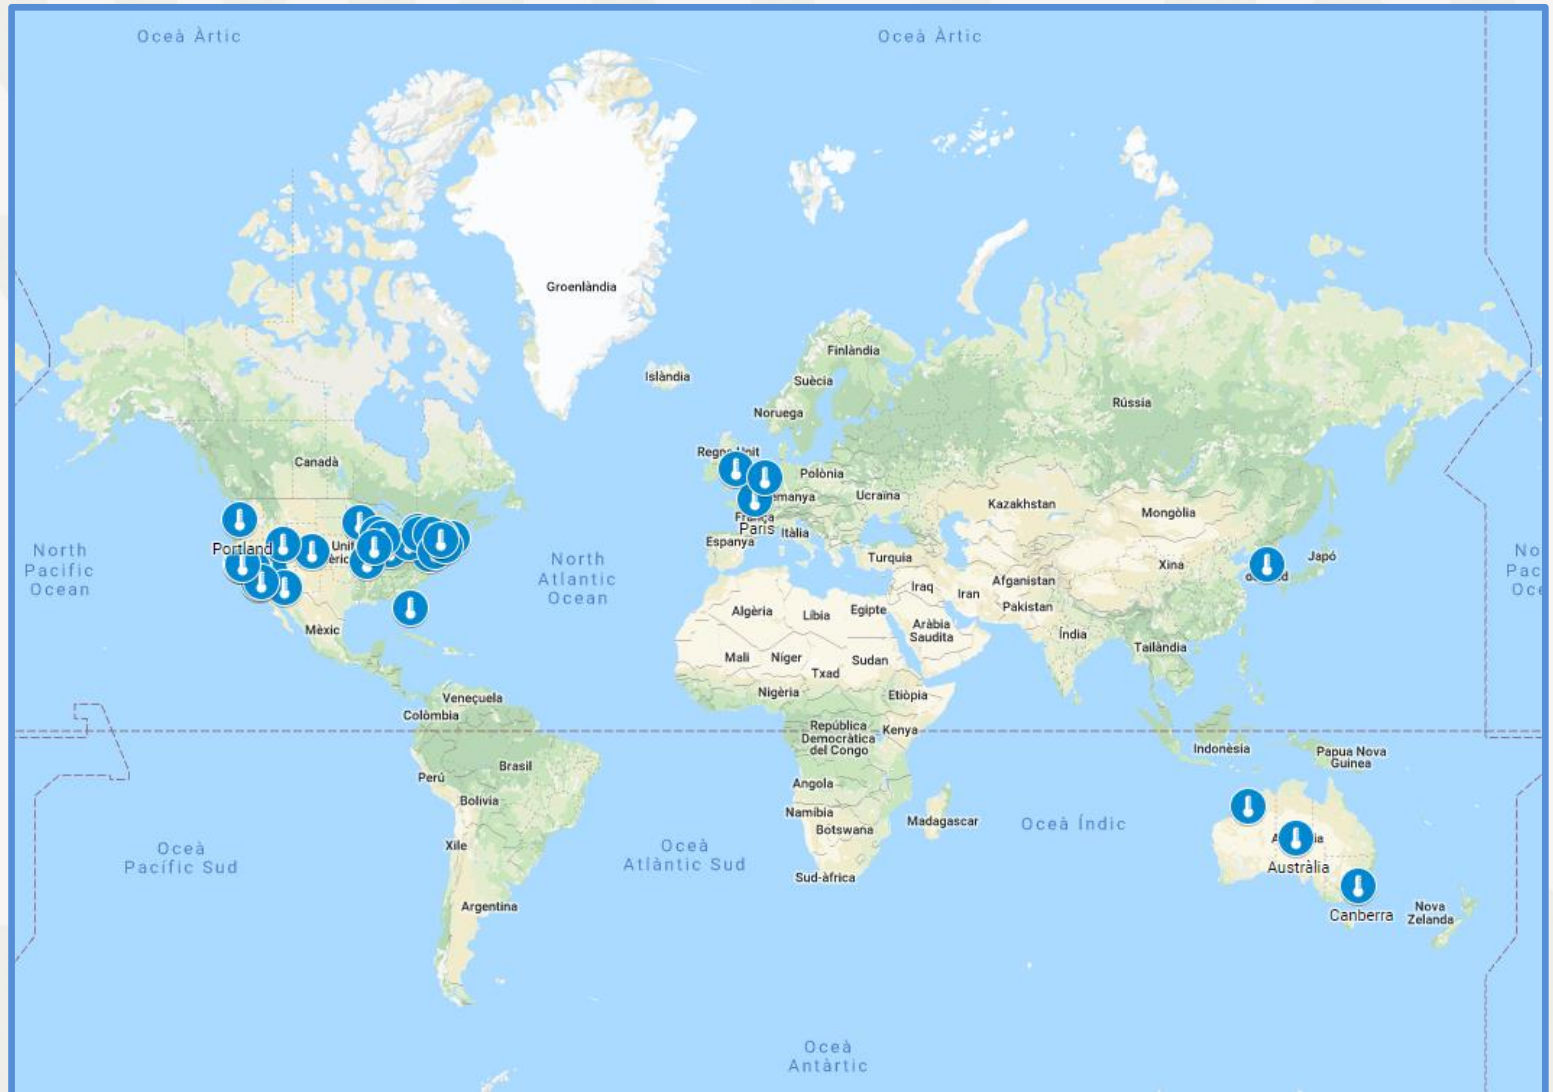 Oceà Àrtic
Oceà Àrtic
Groenlàndia
Finlàndia
Islàndia
Suècia
Rússia
Noruega
Canadà
Polònia
Ucraïna
Kazakhstan
Mongòlia
França
París
Itàlia
Portland
North
Pacific
Ocean
Espanya
North
Atlantic
Ocean
Turquia
Xina
Japó
Iraq
Iran
Afganistan
Pakistan
Algèria
Líbia
Egipte
Aràbia
Saudita
Índia
Mèxic
Tailàndia
Mali
Níger
Txad
Sudan
Nigèria
Etiòpia
Veneçuela
Colòmbia
República
Democràtica
del Congo
Kenya
Indonèsia
Papua Nova
Guinea
Brasil
Perú
Angola
Bolívia
Namíbia
Botswana
Madagascar
Oceà Índic
Xile
Oceà
Pacífic Sud
Oceà
Atlàntic Sud
Sud-àfrica
Austràlia
Argentina
Canberra
Nova
Zelanda
Oceà
Antàrtic